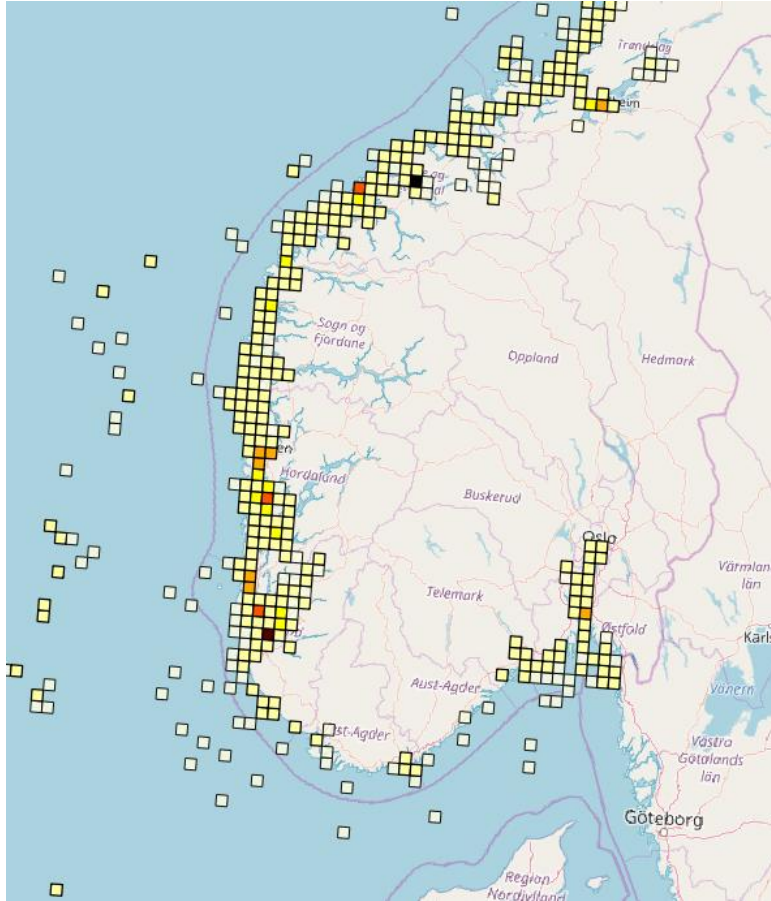 Trøndelag
Sogn og
Fjordane
Oppland
Hedmark
Hordaland
Buskerud
Oslo
Telemark
Østfold
Värmland
län
Aust-Agder
Vänern
Västra
Götalands
län
Göteborg
Region
Nordjylland